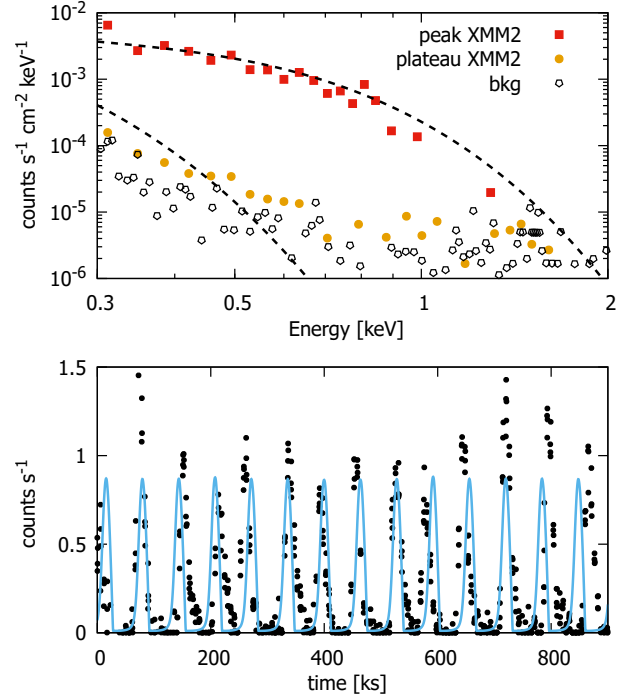 peak XMM2
plateau XMM2
bkg
counts s⁻¹ cm⁻² keV⁻¹
10⁻¹
10⁻²
10⁻³
10⁻⁴
10⁻⁵
10⁻⁶
0.3 0.5 1 2
Energy [keV]
counts s⁻¹
1.5
1
0.5
0
0 200 400 600 800
time [ks]